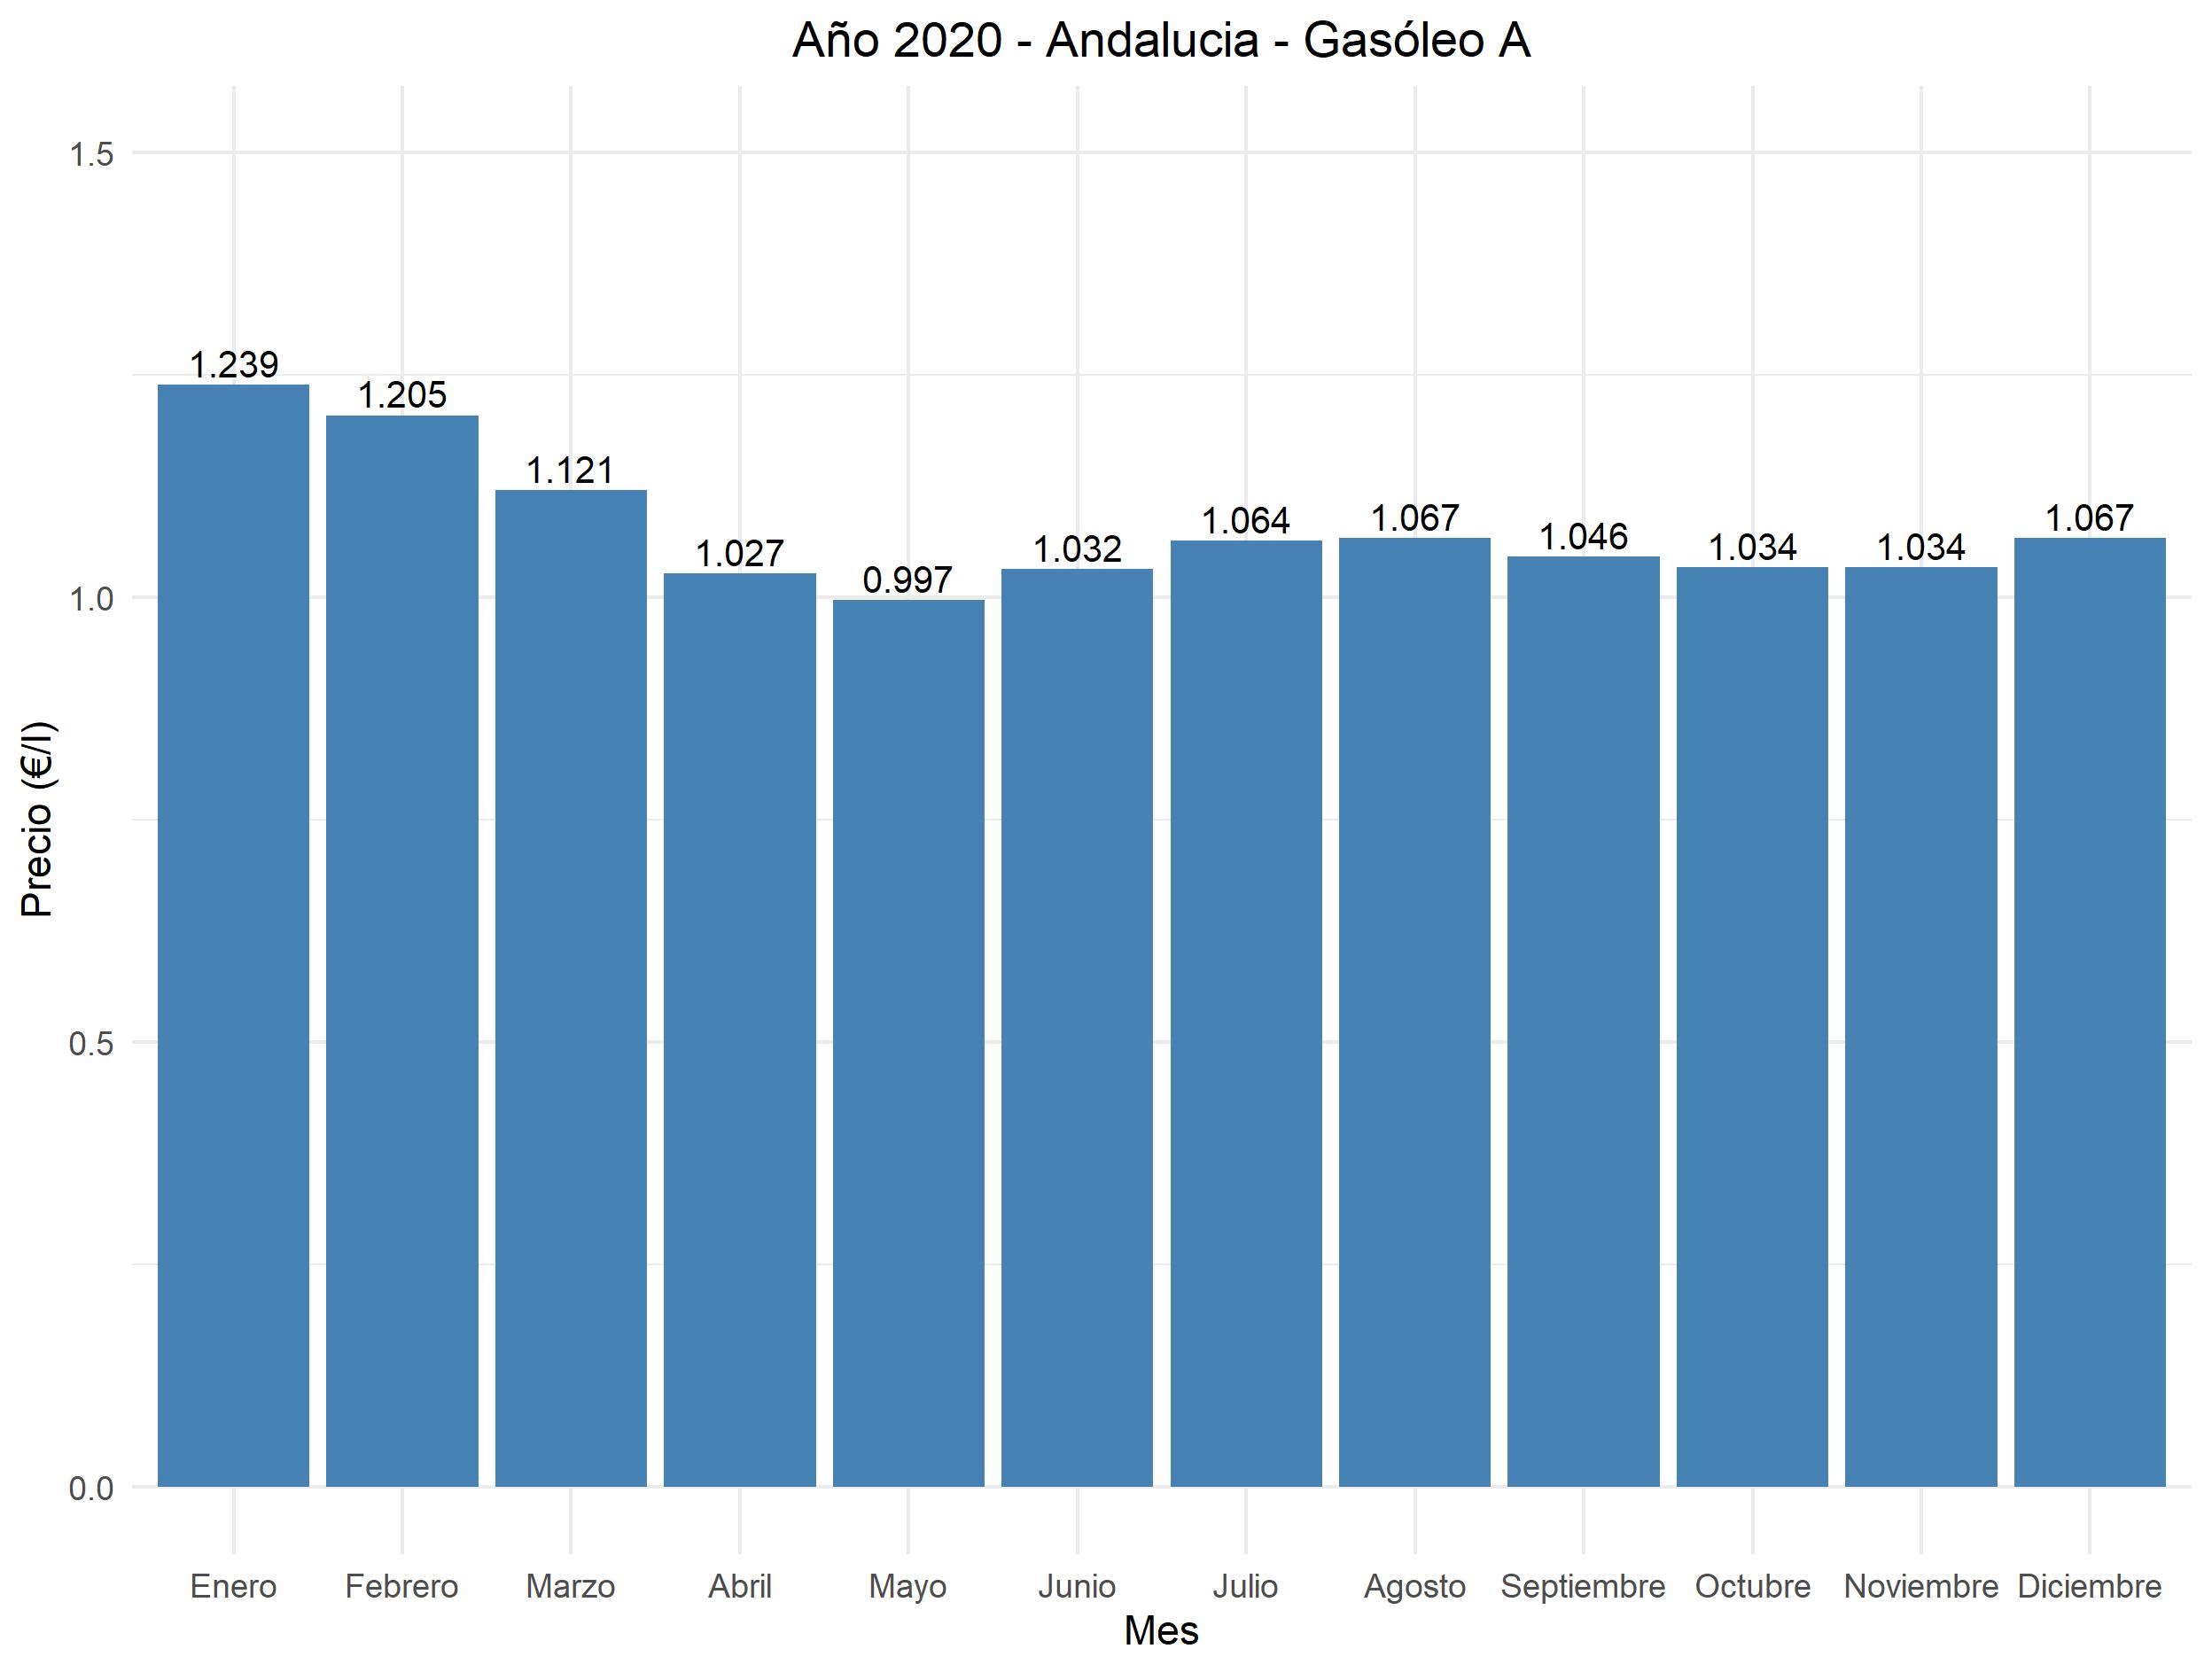 Año 2020 - Andalucia - Gasóleo A
Precio (€/l)
1.5
1.0
0.5
0.0
1.239
1.205
1.121
1.027
0.997
1.032
1.064
1.067
1.046
1.034
1.034
1.067
Enero
Febrero
Marzo
Abril
Mayo
Junio
Julio
Agosto
Septiembre
Octubre
Noviembre
Diciembre
Mes